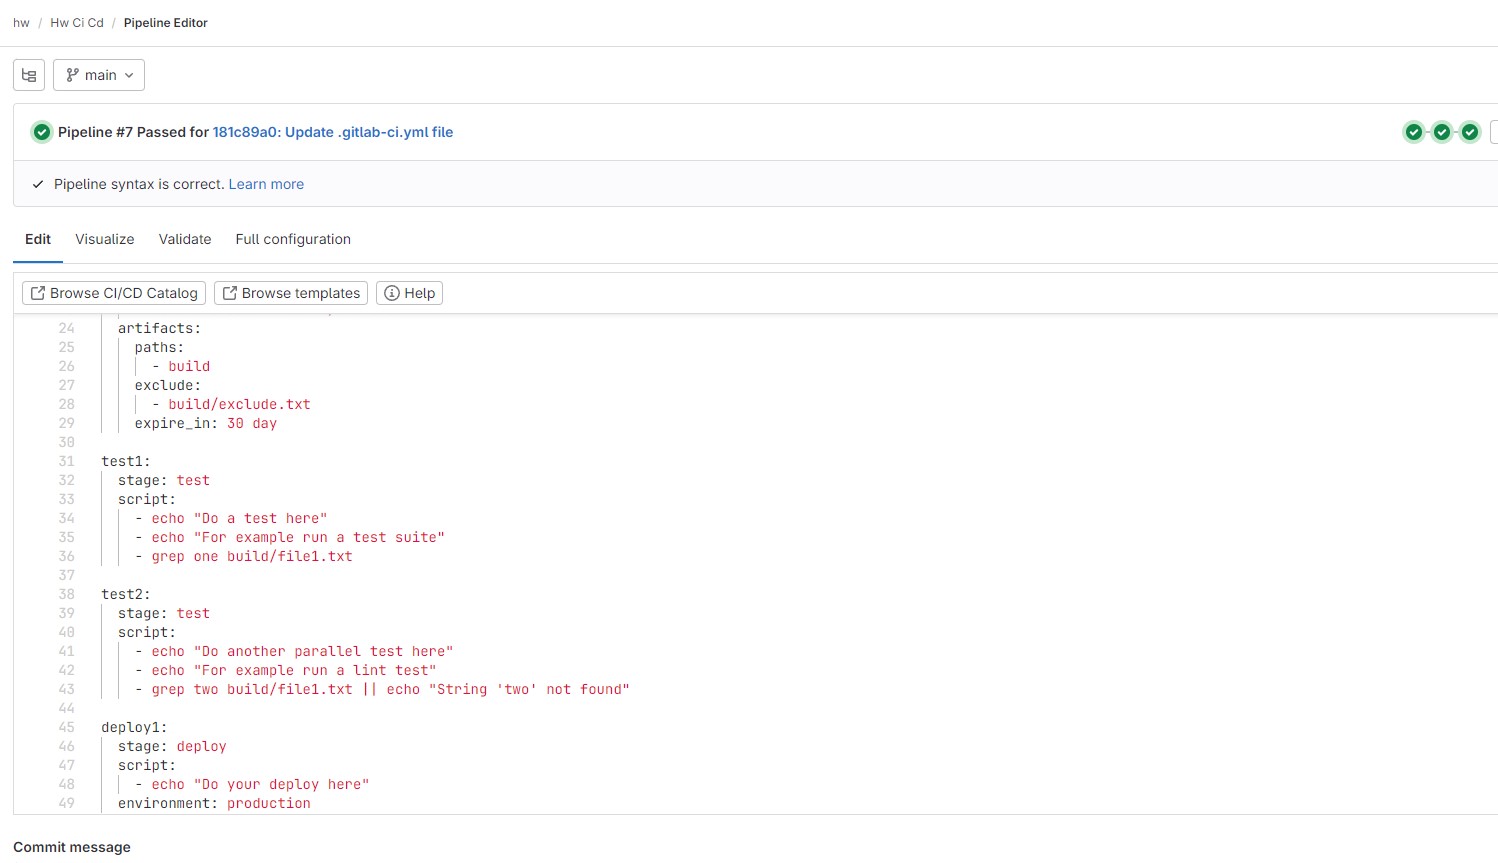 hw / Hw Ci Cd / Pipeline Editor
main
Pipeline #7 Passed for 181c89a0: Update .gitlab-ci.yml file
Pipeline syntax is correct. Learn more
Edit Visualize Validate Full configuration
Browse CI/CD Catalog Browse templates Help
24 artifacts:
25 paths:
26 - build
27 exclude:
28 - build/exclude.txt
29 expire_in: 30 day
30
31 test1:
32 stage: test
33 script:
34 - echo "Do a test here"
35 - echo "For example run a test suite"
36 - grep one build/file1.txt
37
38 test2:
39 stage: test
40 script:
41 - echo "Do another parallel test here"
42 - echo "For example run a lint test"
43 - grep two build/file1.txt || echo "String 'two' not found"
44
45 deploy1:
46 stage: deploy
47 script:
48 - echo "Do your deploy here"
49 environment: production
Commit message